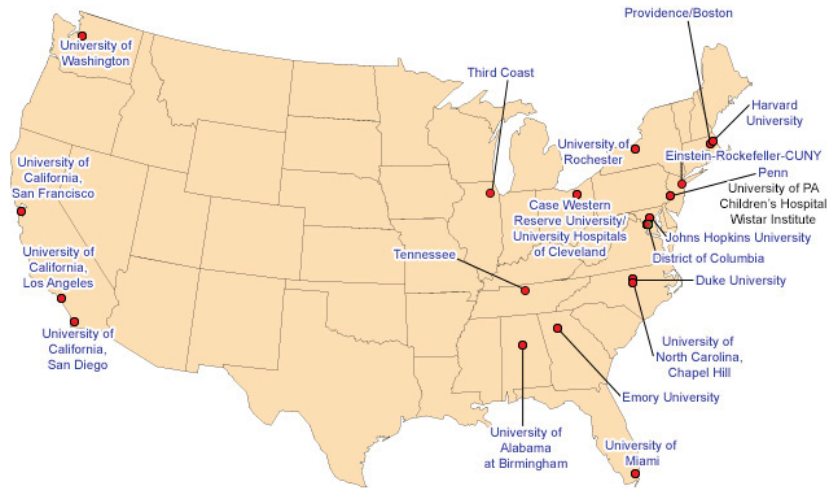 Providence/Boston
University of
Washington
Third Coast
Harvard
University
University of
Rochester
Einstein-Rockefeller-CUNY
Penn
University of PA
Children's Hospital
Wistar Institute
University of
California,
San Francisco
Case Western
Reserve University/
University Hospitals
of Cleveland
Johns Hopkins University
Tennessee
District of Columbia
University of
California,
Los Angeles
Duke University
University of
California,
San Diego
University of
North Carolina,
Chapel Hill
Emory University
University of
Alabama
at Birmingham
University of
Miami